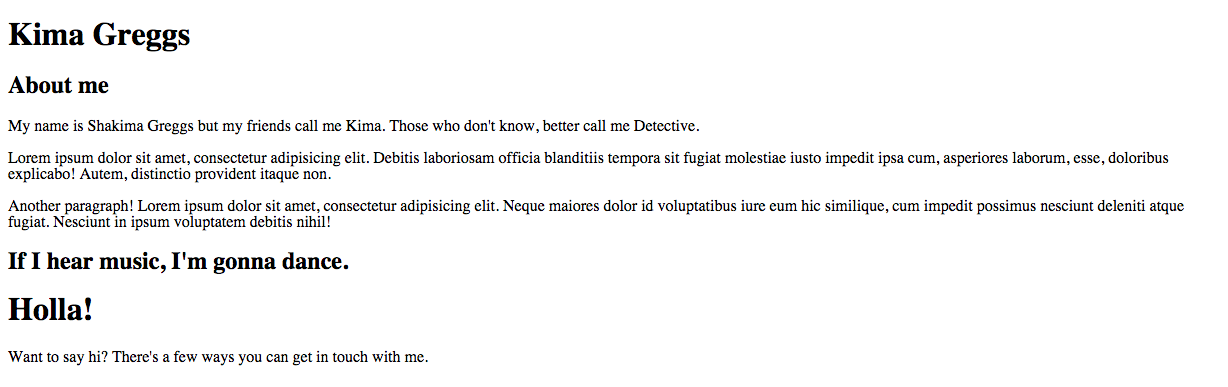 Kima Greggs
About me
My name is Shakima Greggs but my friends call me Kima. Those who don't know, better call me Detective.
Lorem ipsum dolor sit amet, consectetur adipisicing elit. Debitis laboriosam officia blanditiis tempora sit fugiat molestiae iusto impedit ipsa cum, asperiores laborum, esse, doloribus
explicabo! Autem, distinctio provident itaque non.
Another paragraph! Lorem ipsum dolor sit amet, consectetur adipisicing elit. Neque maiores dolor id voluptatibus iure eum hic similique, cum impedit possimus nesciunt deleniti atque
fugiat. Nesciunt in ipsum voluptatem debitis nihil!
If I hear music, I'm gonna dance.
Holla!
Want to say hi? There's a few ways you can get in touch with me.